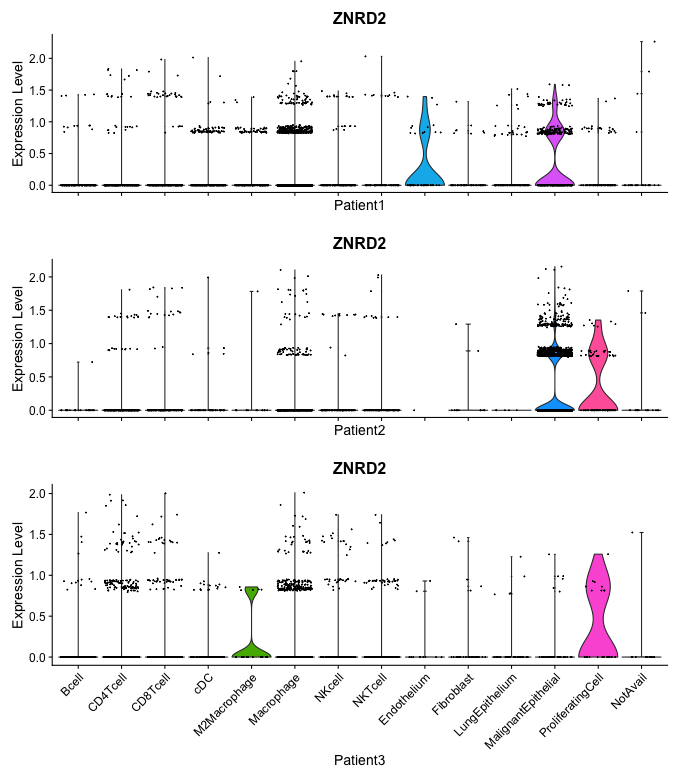 ZNRD2
Expression Level
2.0
1.5
1.0
0.5
0.0
Patient1
ZNRD2
Expression Level
2.0
1.5
1.0
0.5
0.0
Patient2
ZNRD2
Expression Level
2.0
1.5
1.0
0.5
0.0
Bcell
CD4Tcell
CD8Tcell
cDC
M2Macrophage
Macrophage
NKcell
NKTcell
Endothelium
Fibroblast
LungEpithelium
MalignantEpithelial
ProliferatingCell
NotAvail
Patient3